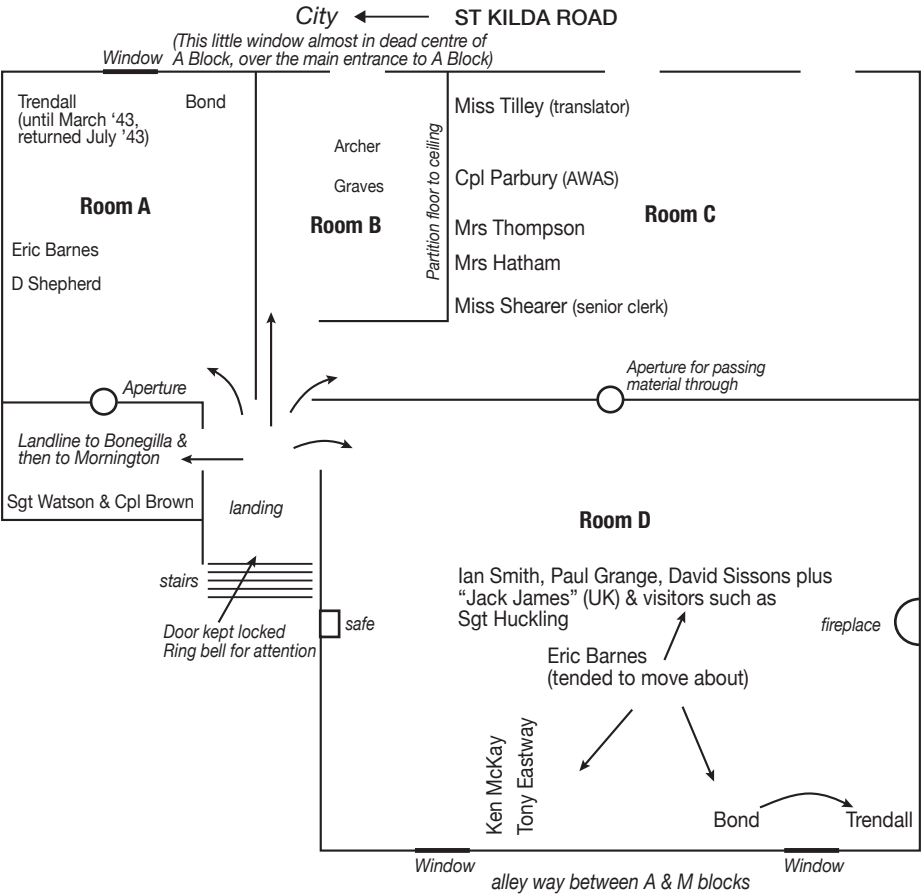 City
ST KILDA ROAD
(This little window almost in dead centre of
A Block, over the main entrance to A Block)
Window
Trendall
(until March ‘43,
returned July ’43)
Bond
Room A
Eric Barnes
D Shepherd
Archer
Graves
Room B
Partition floor to ceiling
Miss Tilley (translator)
Cpl Parbury (AWAS)
Room C
Mrs Thompson
Mrs Hatham
Miss Shearer (senior clerk)
Aperture
Aperture for passing
material through
Landline to Bonegilla &
then to Mornington
Sgt Watson & Cpl Brown
landing
stairs
Door kept locked
Ring bell for attention
safe
Room D
Ian Smith, Paul Grange, David Sissons plus
“Jack James” (UK) & visitors such as
Sgt Huckling
fireplace
Eric Barnes
(tended to move about)
Ken McKay
Tony Eastway
Bond
Trendall
Window
Window
alley way between A & M blocks